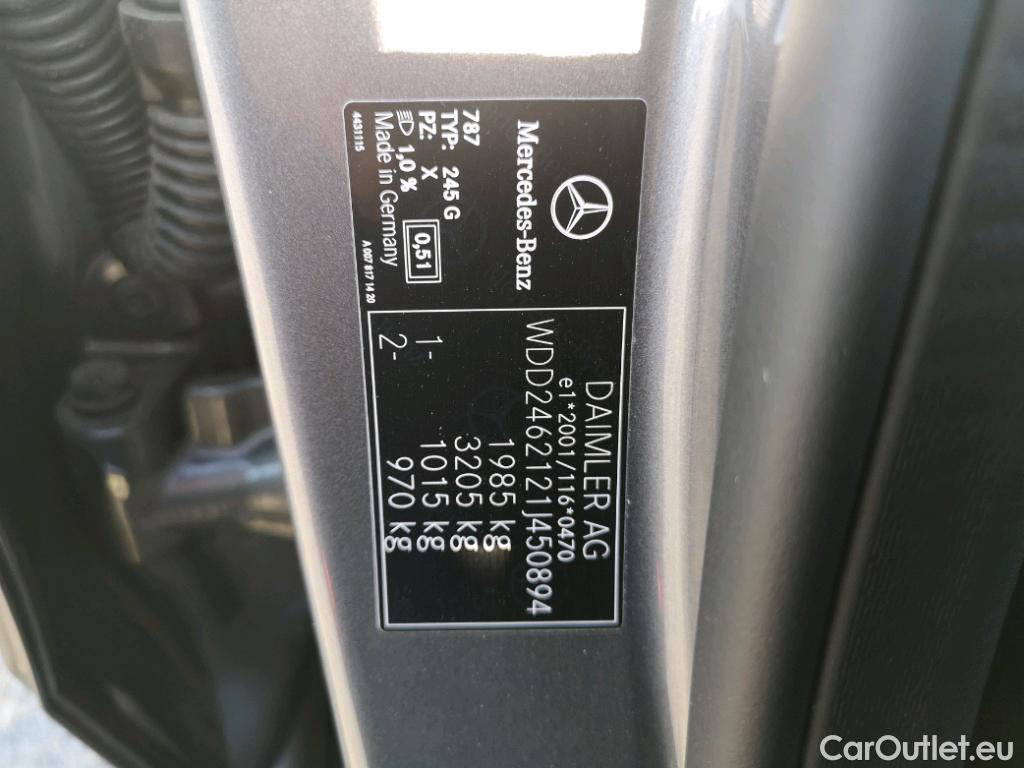 Mercedes-Benz
787
TYP: 245 G
PZ: X
0,51
1,0 %
Made in Germany
4431115
A 007 817 14 20
DAIMLER AG
e1*2001/116*0470
WDD2462121J450894
1985 kg
3205 kg
1- 1015 kg
2- 970 kg
CarOutlet.eu